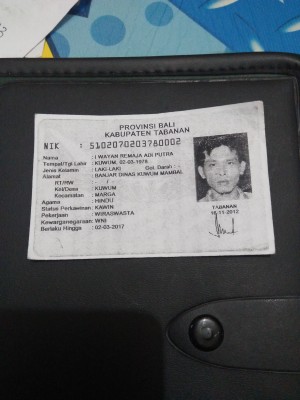 PROVINSI BALI
KABUPATEN TABANAN
NIK : 5102070203780002
Nama : I WAYAN REMAJA ADI PUTRA
Tempat/Tgl Lahir : KUWUM, 02-03-1978
Jenis Kelamin : LAKI-LAKI Gol. Darah : -
Alamat : BANJAR DINAS KUWUM MAMBAL
RT/RW : /
Kel/Desa : KUWUM
Kecamatan : MARGA
Agama : HINDU
Status Perkawinan : KAWIN
Pekerjaan : WIRASWASTA
Kewarganegaraan : WNI
Berlaku Hingga : 02-03-2017
TABANAN
16-11-2012